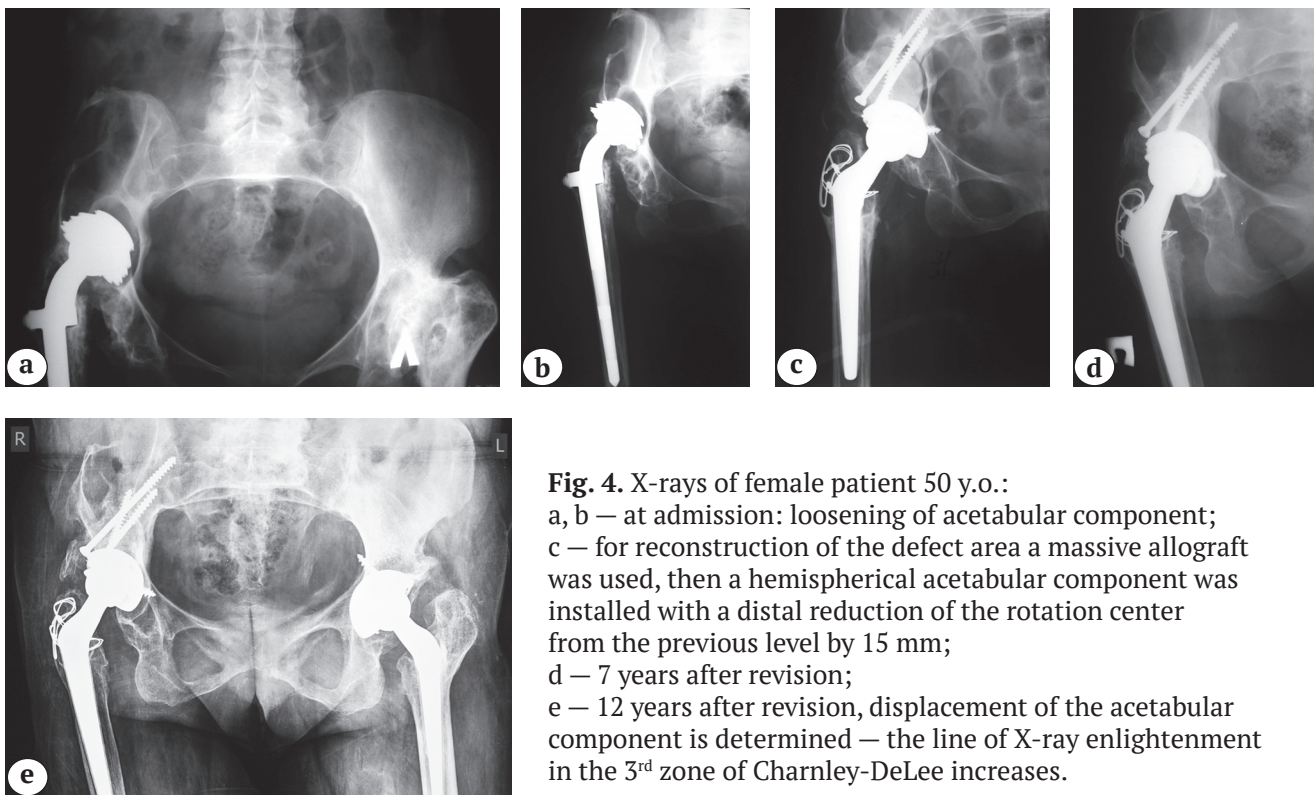 a
b
c
d
R
L
e
Fig. 4. X-rays of female patient 50 y.o.:
a, b — at admission: loosening of acetabular component;
c — for reconstruction of the defect area a massive allograft
was used, then a hemispherical acetabular component was
installed with a distal reduction of the rotation center
from the previous level by 15 mm;
d — 7 years after revision;
e — 12 years after revision, displacement of the acetabular
component is determined — the line of X-ray enlightenment
in the 3rd zone of Charnley-DeLee increases.